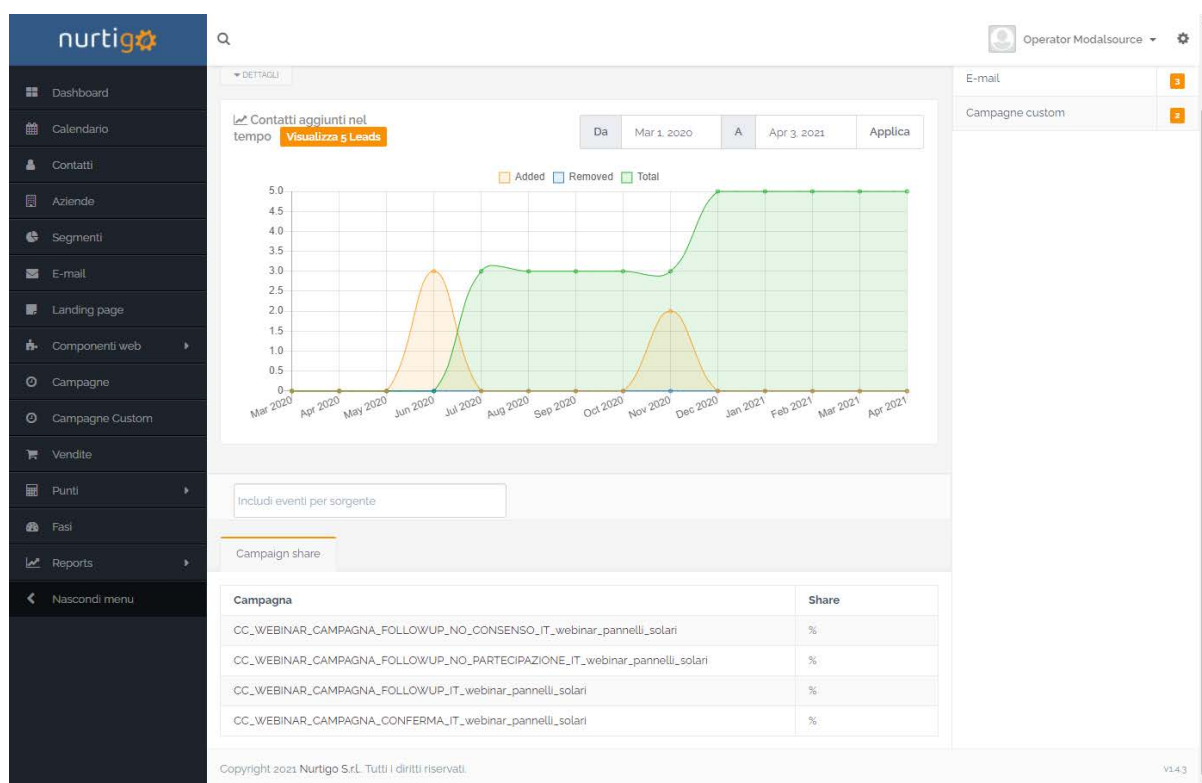 nurtigo
Operator Modalsource
Dashboard
Calendario
Contatti
Aziende
Segmenti
E-mail
Landing page
Componenti web
Campagne
Campagne Custom
Vendite
Punti
Fasi
Reports
Nascondi menu
DETTAGLI
Contatti aggiunti nel
tempo Visualizza 5 Leads
Da Mar 1, 2020 A Apr 3, 2021 Applica
Added Removed Total
5.0
4.5
4.0
3.5
3.0
2.5
2.0
1.5
1.0
0.5
0
Mar 2020 Apr 2020 May 2020 Jun 2020 Jul 2020 Aug 2020 Sep 2020 Oct 2020 Nov 2020 Dec 2020 Jan 2021 Feb 2021 Mar 2021 Apr 2021
Includi eventi per sorgente
Campaign share
Campagna Share
CC_WEBINAR_CAMPAGNA_FOLLOWUP_NO_CONSENSO_IT_webinar_pannelli_solari %
CC_WEBINAR_CAMPAGNA_FOLLOWUP_NO_PARTECIPAZIONE_IT_webinar_pannelli_solari %
CC_WEBINAR_CAMPAGNA_FOLLOWUP_IT_webinar_pannelli_solari %
CC_WEBINAR_CAMPAGNA_CONFERMA_IT_webinar_pannelli_solari %
E-mail 3
Campagne custom 2
Copyright 2021 Nurtigo S.r.l. Tutti i diritti riservati. V1.4.3